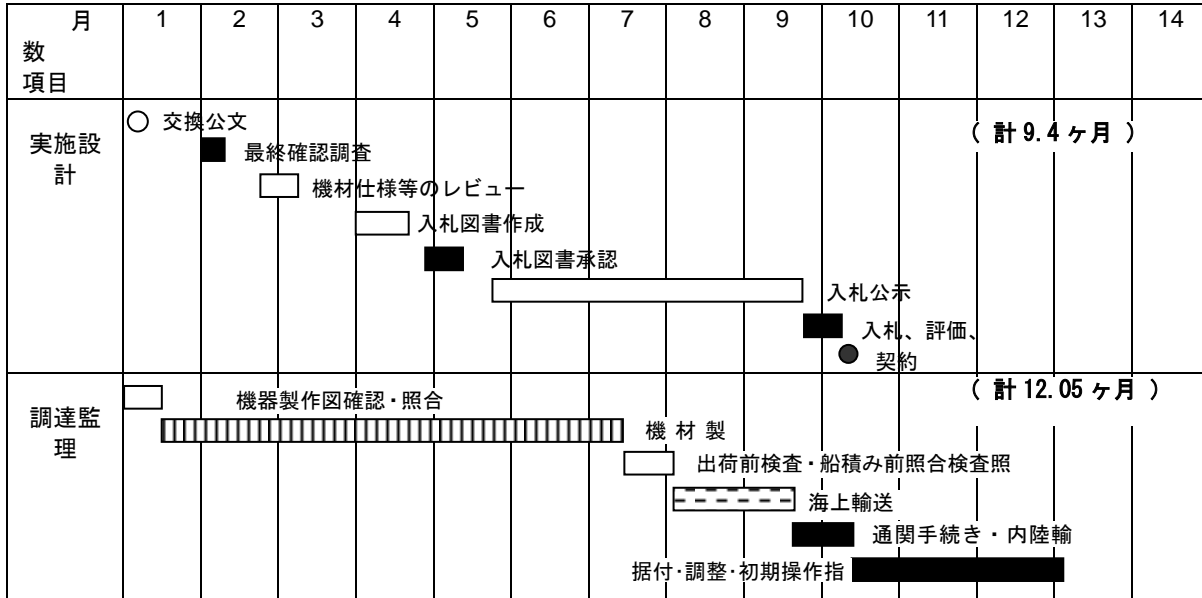 月 1 2 3 4 5 6 7 8 9 10 11 12 13 14
数
項目
実施設
計
交換公文
( 計 9.4 ヶ月 )
最終確認調査
機材仕様等のレビュー
入札図書作成
入札図書承認
入札公示
入札、評価、
契約
調達監
理
( 計 12.05 ヶ月 )
機器製作図確認・照合
機 材 製
出荷前検査・船積み前照合検査照
海上輸送
通関手続き・内陸輸
据付・調整・初期操作指